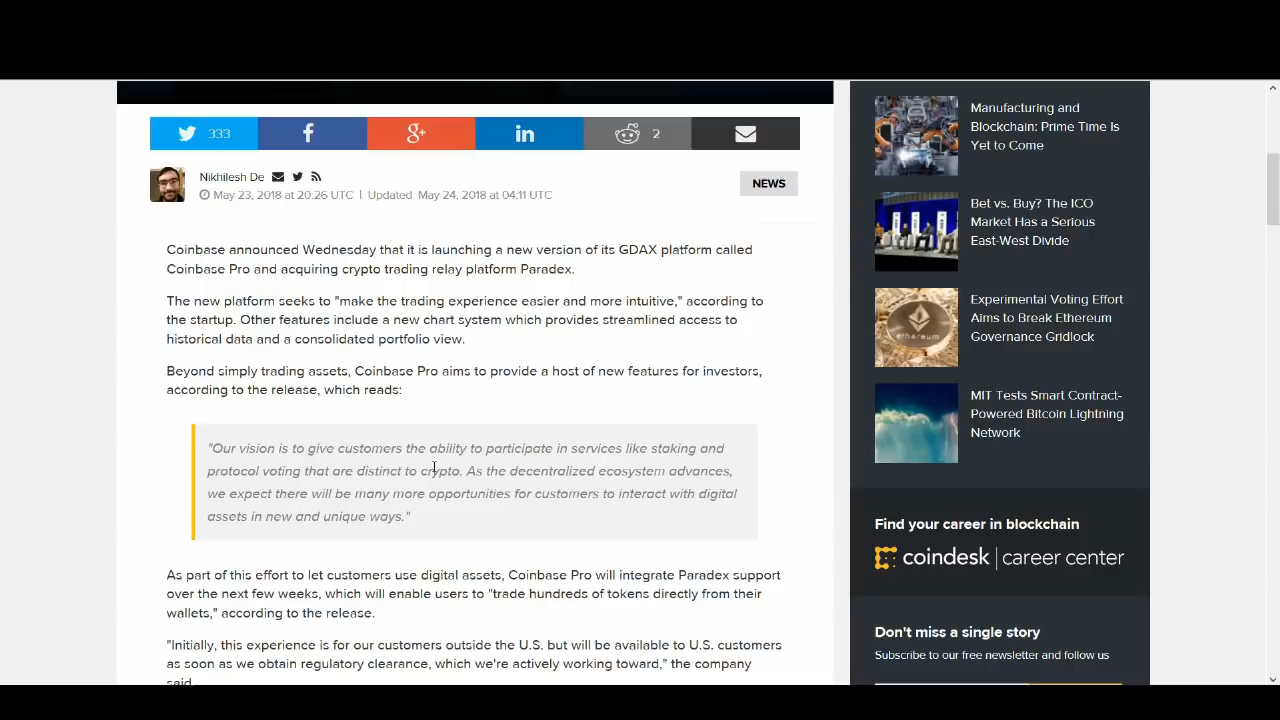 333
2
Nikhilesh De
May 23, 2018 at 20:26 UTC | Updated May 24, 2018 at 04:11 UTC
NEWS
Coinbase announced Wednesday that it is launching a new version of its GDAX platform called
Coinbase Pro and acquiring crypto trading relay platform Paradex.
The new platform seeks to "make the trading experience easier and more intuitive," according to
the startup. Other features include a new chart system which provides streamlined access to
historical data and a consolidated portfolio view.
Beyond simply trading assets, Coinbase Pro aims to provide a host of new features for investors,
according to the release, which reads:
"Our vision is to give customers the ability to participate in services like staking and
protocol voting that are distinct to crypto. As the decentralized ecosystem advances,
we expect there will be many more opportunities for customers to interact with digital
assets in new and unique ways."
As part of this effort to let customers use digital assets, Coinbase Pro will integrate Paradex support
over the next few weeks, which will enable users to "trade hundreds of tokens directly from their
wallets," according to the release.
"Initially, this experience is for our customers outside the U.S. but will be available to U.S. customers
as soon as we obtain regulatory clearance, which we're actively working toward," the company
said
Manufacturing and
Blockchain: Prime Time Is
Yet to Come
Bet vs. Buy? The ICO
Market Has a Serious
East-West Divide
ethereum
Experimental Voting Effort
Aims to Break Ethereum
Governance Gridlock
MIT Tests Smart Contract-
Powered Bitcoin Lightning
Network
Find your career in blockchain
coindesk | career center
Don't miss a single story
Subscribe to our free newsletter and follow us